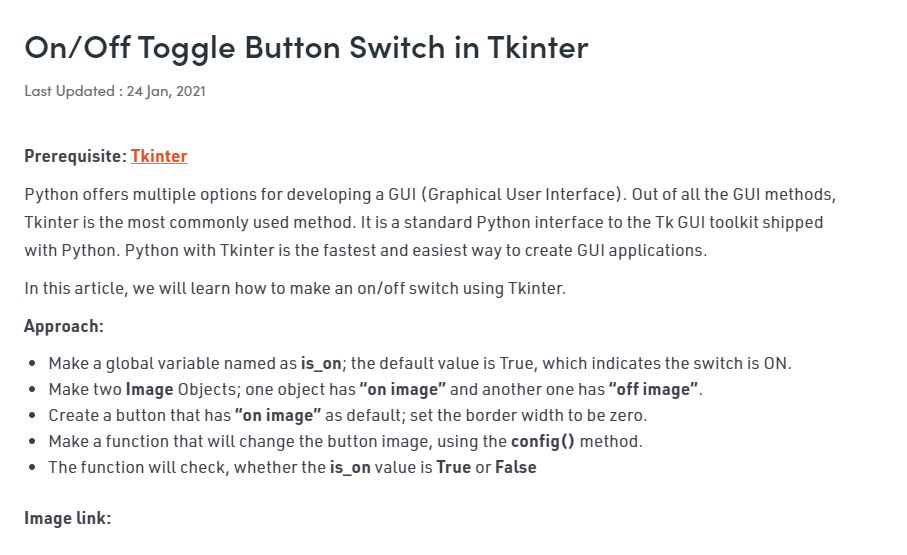 On/Off Toggle Button Switch in Tkinter
Last Updated : 24 Jan, 2021
Prerequisite: Tkinter
Python offers multiple options for developing a GUI (Graphical User Interface). Out of all the GUI methods,
Tkinter is the most commonly used method. It is a standard Python interface to the Tk GUI toolkit shipped
with Python. Python with Tkinter is the fastest and easiest way to create GUI applications.
In this article, we will learn how to make an on/off switch using Tkinter.
Approach:
• Make a global variable named as is_on; the default value is True, which indicates the switch is ON.
• Make two Image Objects; one object has “on image” and another one has “off image”.
• Create a button that has “on image” as default; set the border width to be zero.
• Make a function that will change the button image, using the config() method.
• The function will check, whether the is_on value is True or False
Image link: